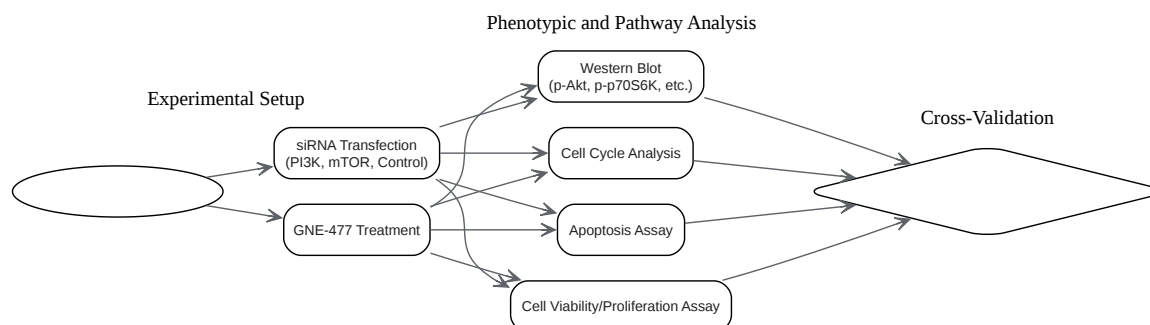 Phenotypic and Pathway Analysis
Western Blot
(p-Akt, p-p70S6K, etc.)
Experimental Setup
Cross-Validation
siRNA Transfection
(PI3K, mTOR, Control)
Cell Cycle Analysis
GNE-477 Treatment
Apoptosis Assay
Cell Viability/Proliferation Assay